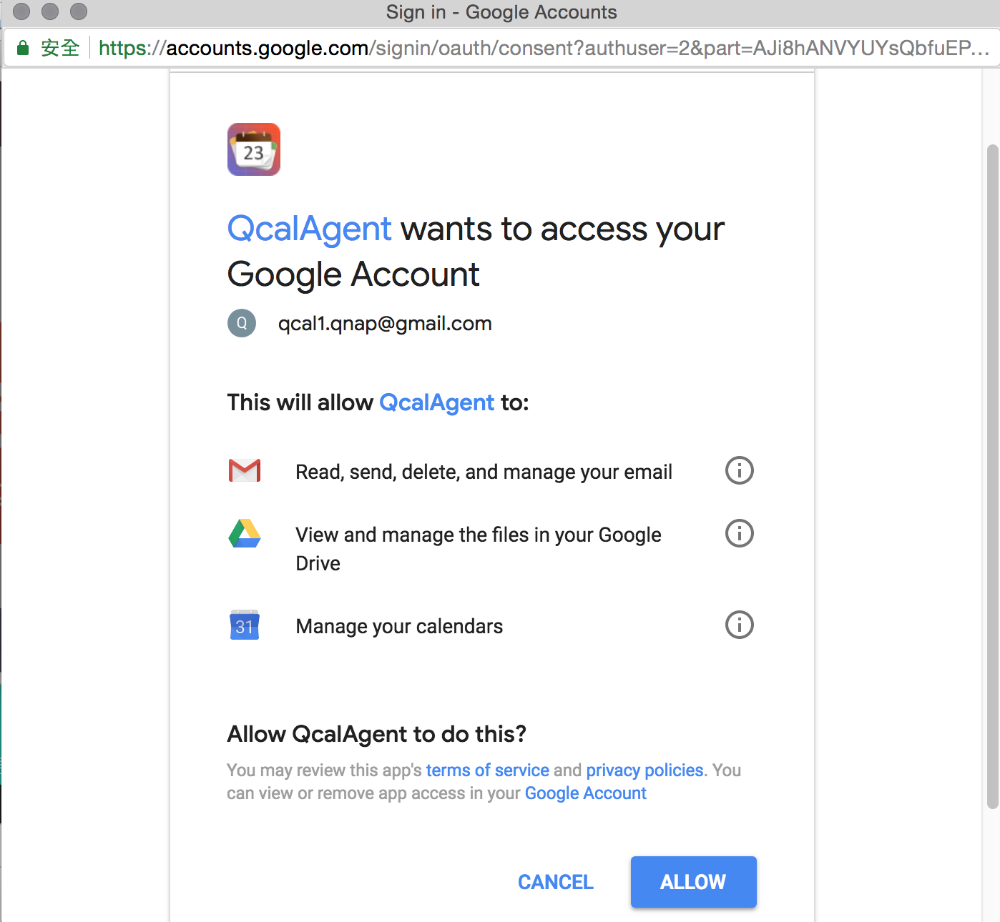 Sign in - Google Accounts
安全 https://accounts.google.com/signin/oauth/consent?authuser=2&part=AJi8hANVYUYsQbfuEP...
23
QcalAgent wants to access your
Google Account
Q qcal1.qnap@gmail.com
This will allow QcalAgent to:
Read, send, delete, and manage your email
View and manage the files in your Google
Drive
31 Manage your calendars
Allow QcalAgent to do this?
You may review this app's terms of service and privacy policies. You
can view or remove app access in your Google Account
CANCEL ALLOW